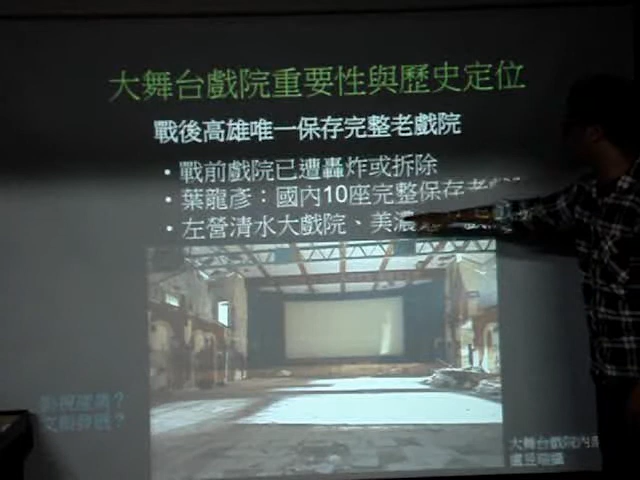 大舞台戲院重要性與歷史定位
戰後高雄唯一保存完整老戲院
・戰前戲院已遭轟炸或拆除
・葉龍彥：國內10座完整保存老戲
・左營清水大戲院、美濃
大舞台戲院內